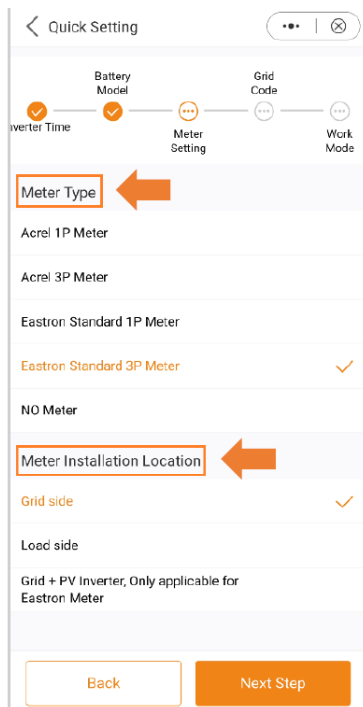 Quick Setting
Battery
Model
Grid
Code
verter Time
Meter
Setting
Work
Mode
Meter Type
Acrel 1P Meter
Acrel 3P Meter
Eastron Standard 1P Meter
Eastron Standard 3P Meter
NO Meter
Meter Installation Location
Grid side
Load side
Grid + PV Inverter, Only applicable for
Eastron Meter
Back
Next Step